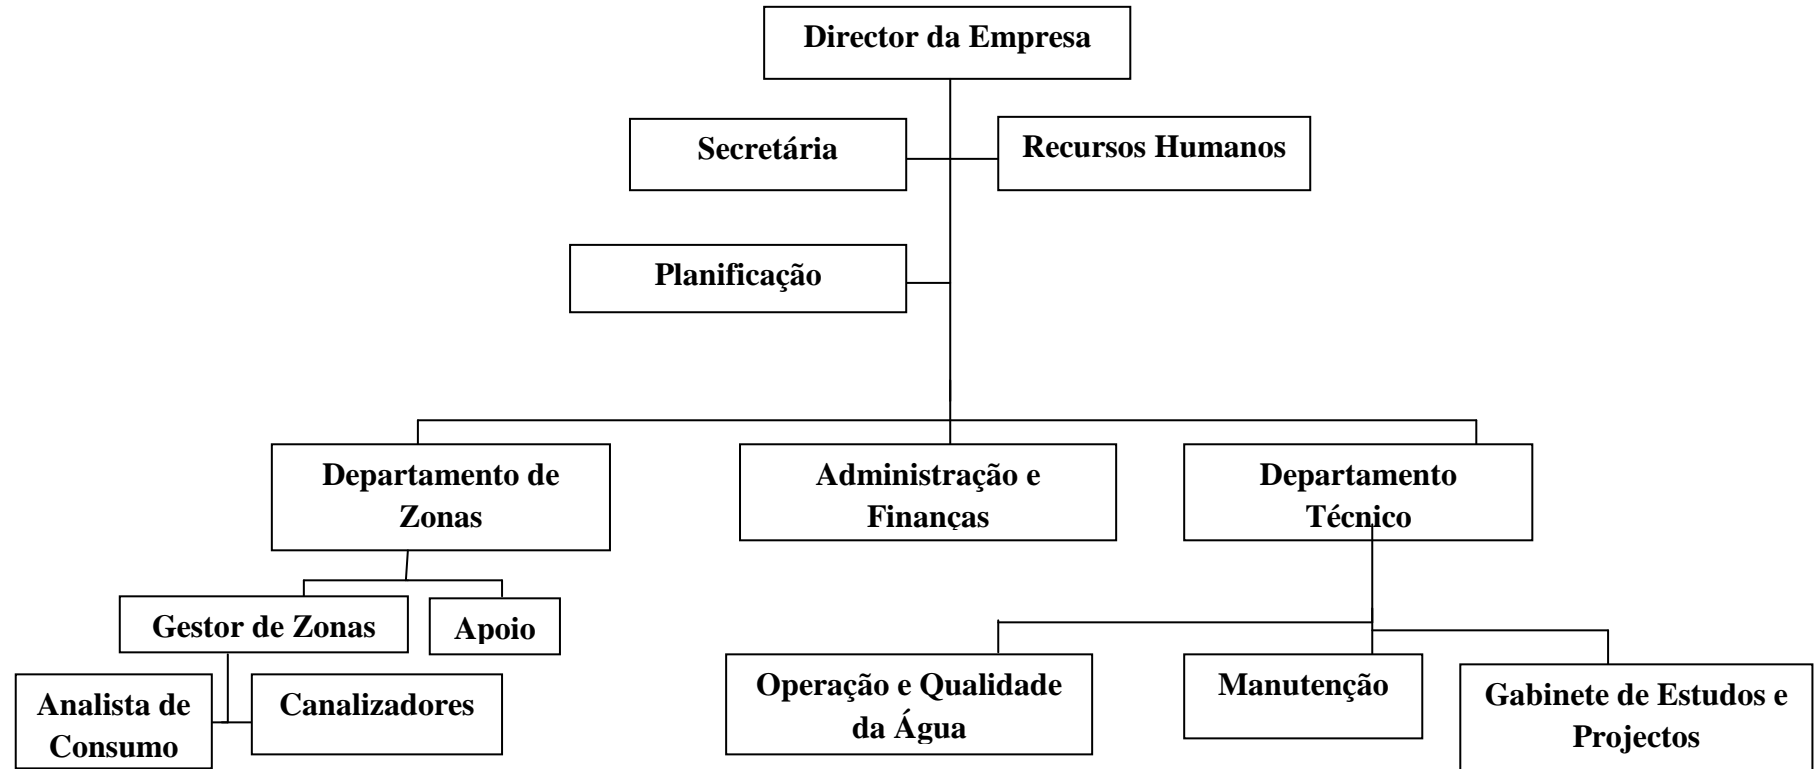 Director da Empresa
Secretária
Recursos Humanos
Planificação
Departamento de
Zonas
Administração e
Finanças
Departamento
Técnico
Gestor de Zonas
Apoio
Analista de
Consumo
Canalizadores
Operação e Qualidade
da Água
Manutenção
Gabinete de Estudos e
Projectos